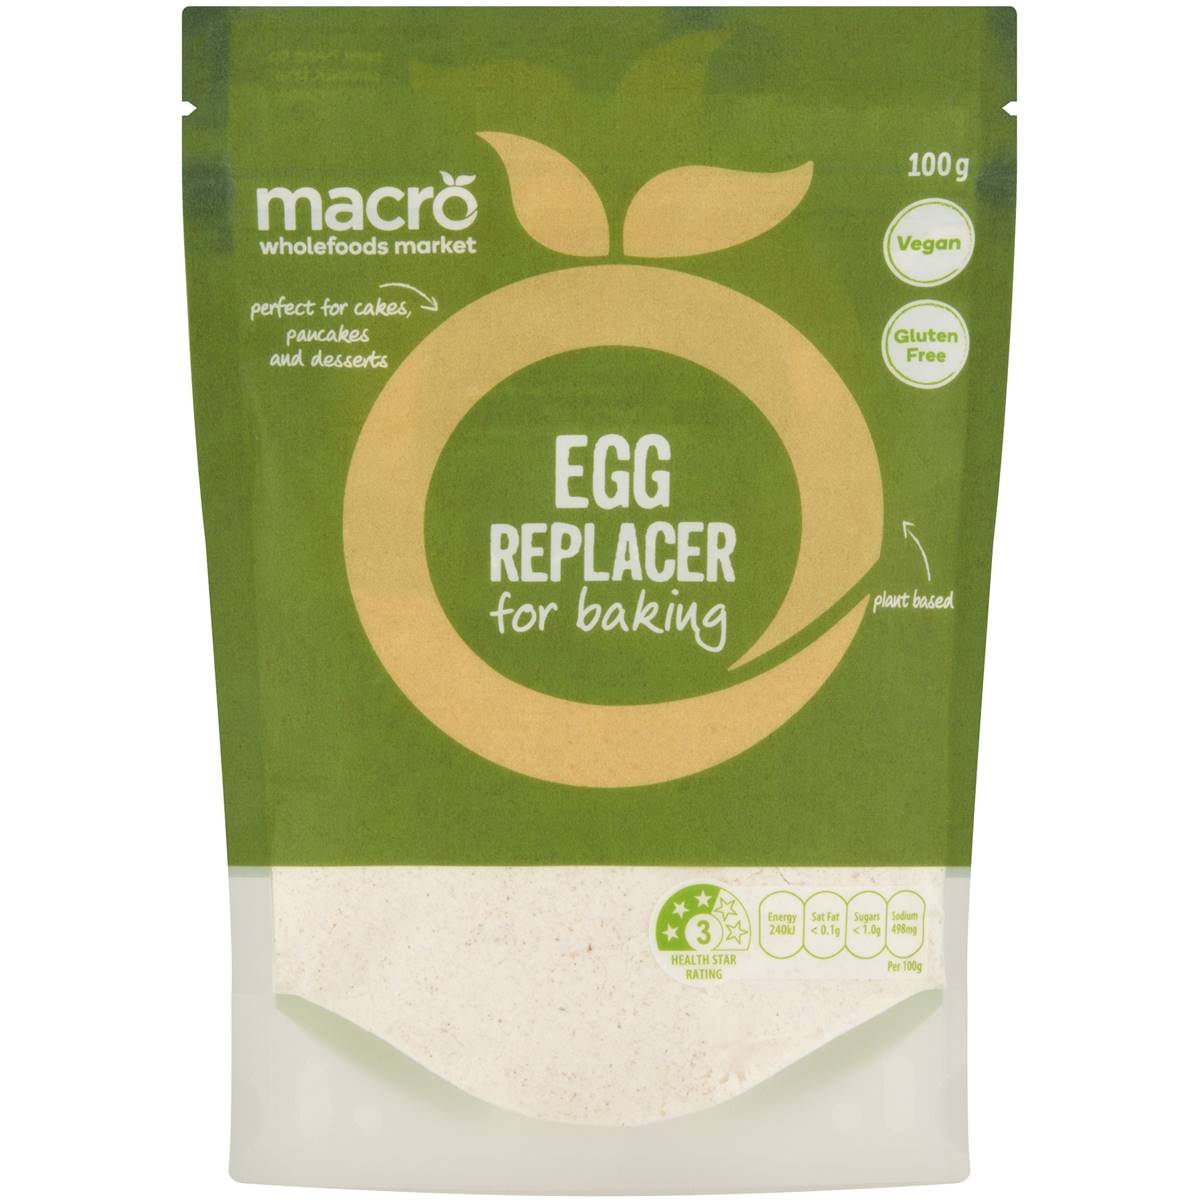 100 g
macro
wholefoods market
Vegan
perfect for cakes,
pancakes
and desserts
Gluten
Free
EGG
REPLACER
for baking
plant based
3
HEALTH STAR
RATING
Energy
240kJ
Sat Fat
< 0.1g
Sugars
< 1.0g
Sodium
498mg
Per 100g